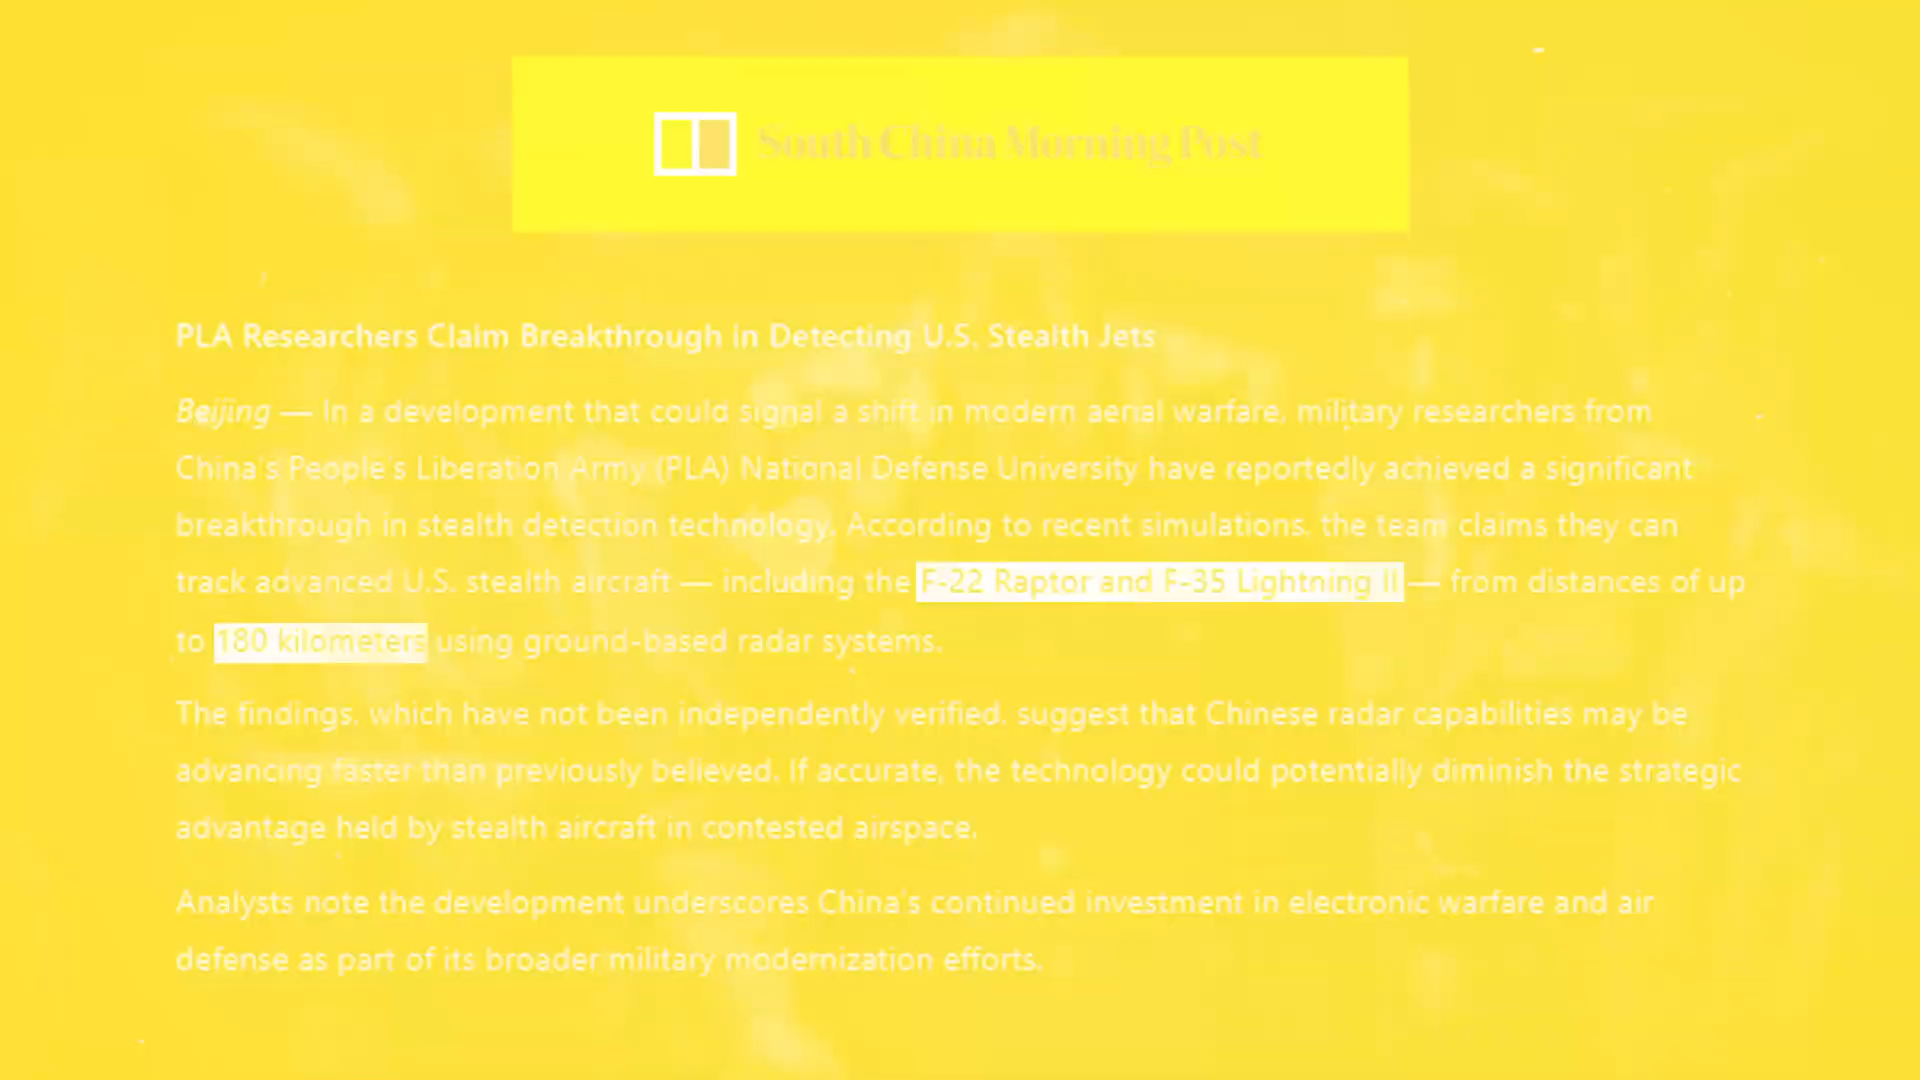 South China Morning Post
PLA Researchers Claim Breakthrough in Detecting U.S. Stealth Jets
Beijing — In a development that could signal a shift in modern aerial warfare, military researchers from
China's People's Liberation Army (PLA) National Defense University have reportedly achieved a significant
breakthrough in stealth detection technology. According to recent simulations, the team claims they can
track advanced U.S. stealth aircraft — including the F-22 Raptor and F-35 Lightning II — from distances of up
to 180 kilometers using ground-based radar systems.
The findings, which have not been independently verified, suggest that Chinese radar capabilities may be
advancing faster than previously believed. If accurate, the technology could potentially diminish the strategic
advantage held by stealth aircraft in contested airspace.
Analysts note the development underscores China's continued investment in electronic warfare and air
defense as part of its broader military modernization efforts.